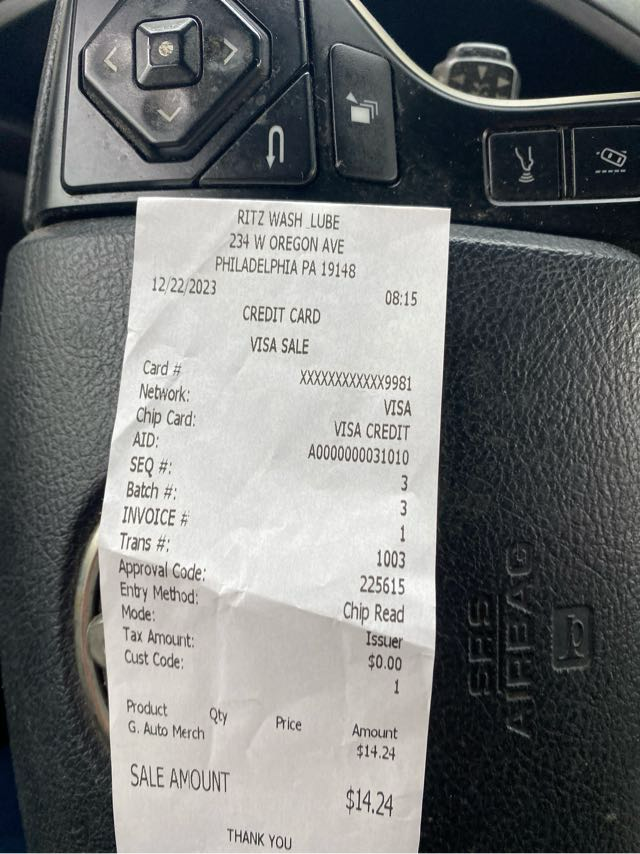 RITZ WASH LUBE
234 W OREGON AVE
PHILADELPHIA PA 19148
12/22/2023 08:15
CREDIT CARD
VISA SALE
Card # XXXXXXXXXXXX9981
Network: VISA
Chip Card: VISA CREDIT
AID: A0000000031010
SEQ #: 3
Batch #: 3
INVOICE # 1
Trans #: 1003
Approval Code: 225615
Entry Method: Chip Read
Mode: Issuer
Tax Amount: $0.00
Cust Code: 1
Product Qty Price Amount
G. Auto Merch $14.24
SALE AMOUNT $14.24
THANK YOU
SRS
AIRBAG